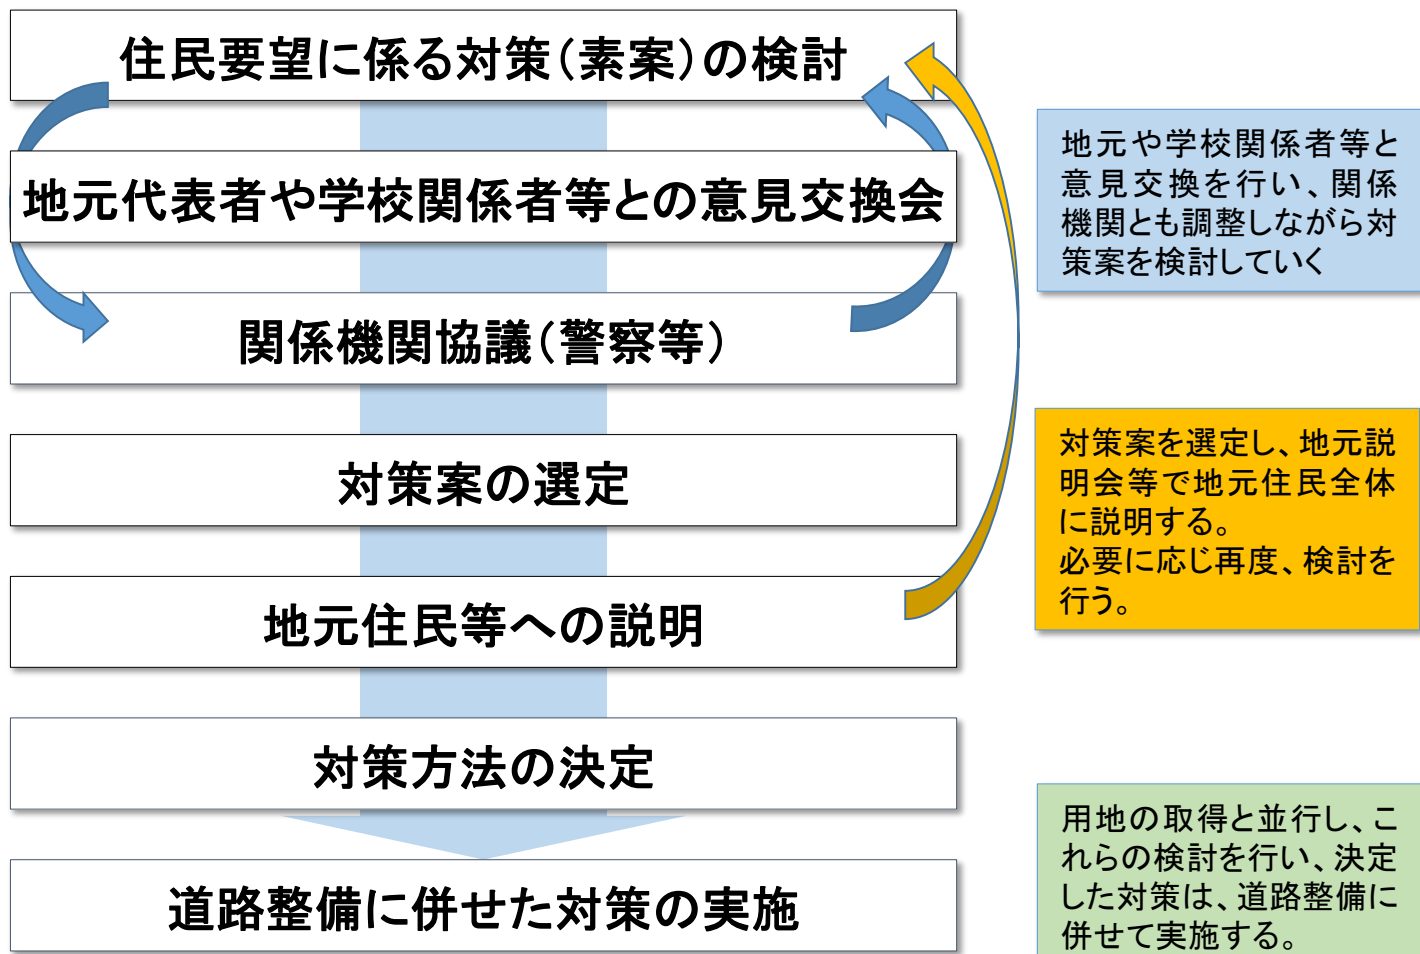 住民要望に係る対策（素案）の検討
地元代表者や学校関係者等との意見交換会
関係機関協議（警察等）
対策案の選定
地元住民等への説明
対策方法の決定
道路整備に併せた対策の実施
地元や学校関係者等と
意見交換を行い、関係
機関とも調整しながら対
策案を検討していく
対策案を選定し、地元説
明会等で地元住民全体
に説明する。
必要に応じ再度、検討を
行う。
用地の取得と並行し、こ
れらの検討を行い、決定
した対策は、道路整備に
併せて実施する。